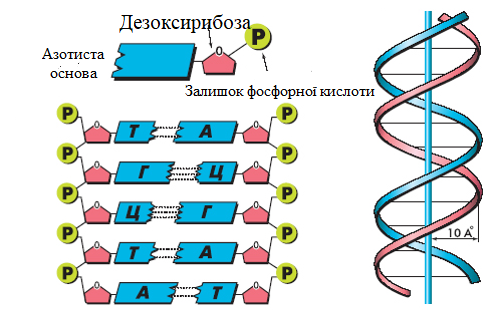 Дезоксирибоза
P
Азотиста
основа
O
Залишок фосфорної кислоти
P O Т А O P
P O Г Ц O P
P O Ц Г O P
P O Т А O P
P O А Т O P
10 Å